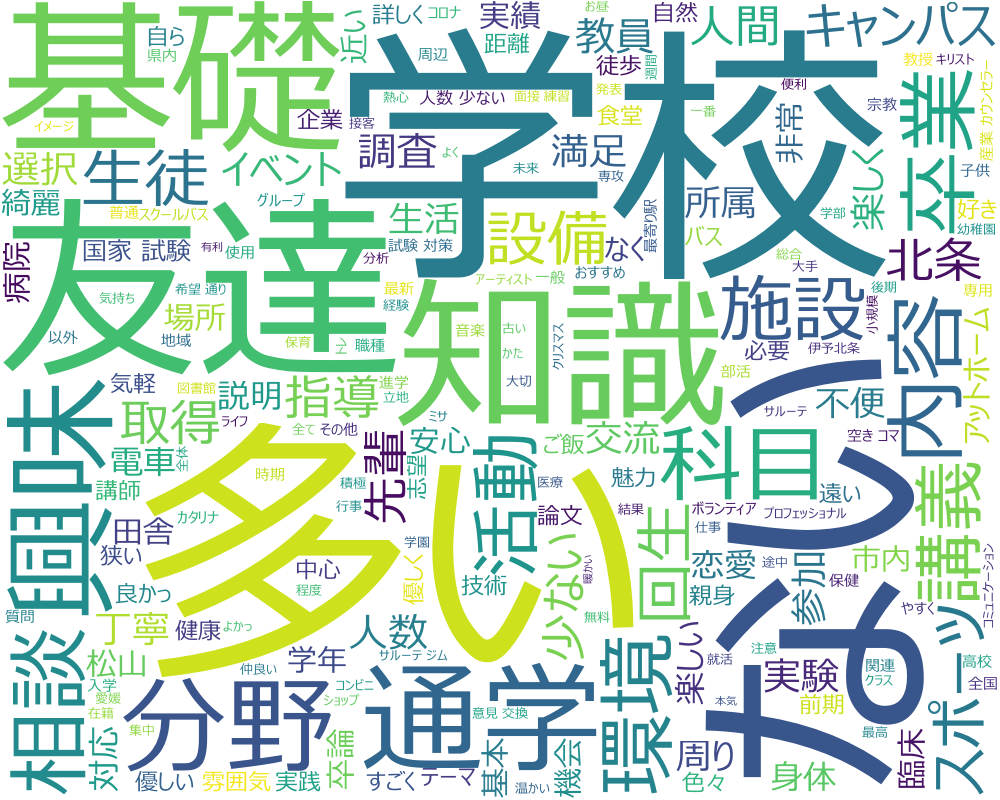 基礎
学校
友達
知識
多い
ない
自ら
県内
近い
詳しく
コロナ
実績
距離
お昼
教員
徒歩
自然
週間
人間
キャンパス
教授
キリスト
産業 カウンセラー
便利
宗教
卒業
子供
幼稚園
イメージ
選択
綺麗
生徒
イベント
熱心
企業
接客
周辺
人数 少ない
面接 練習
発表
食堂
調査
よく
未来
満足
専攻
一番
非常
楽しく
好き
普通
スクールバス
グループ
生活
設備
なく
最寄り駅
所属
バス
学部
北条
病院
国家 試験
有利
使用
試験 対策
分析
アーティスト
一般
おすすめ
総合
大手
後期
小規模
専用
気持ち
希望 通り
最新
経験
場所
地域
以外
保育
職種
音楽
古い
かた
大切
クリスマス
施設
必要
伊予北条
内容
アットホーム
気軽
図書館
説明
指導
進学
立地
部活
不便
サルーテ
興味
取得
ライフ
全て
その他
ミサ
電車
全体
先輩
志望
安心
ご飯
交流
科目
空き コマ
講師
時期
積極
行事
活動
医療
魅力
遠い
田舎
カタリナ
論文
結果
ボランティア
仕事
プロフェッショナル
講義
狭い
中心
学園
少ない
暖かい
回生
恋愛
途中
市内
コミュニケーション
良かっ
程度
優しく
技術
親身
参加
保健
やすく
質問
丁寧
健康
よかっ
人数
無料
相談
松山
仲良い
サルーテ ジム
学年
環境
楽しい
就活
注意
実験
関連
クラス
高校
全国
スポーツ
入学
愛媛
在籍
分野
コンビニ
ショップ
通学
意見 交換
前期
本気
最高
集中
対応
卒論
周り
臨床
優しい
雰囲気
実践
すごく
テーマ
基本
温かい
機会
色々
身体